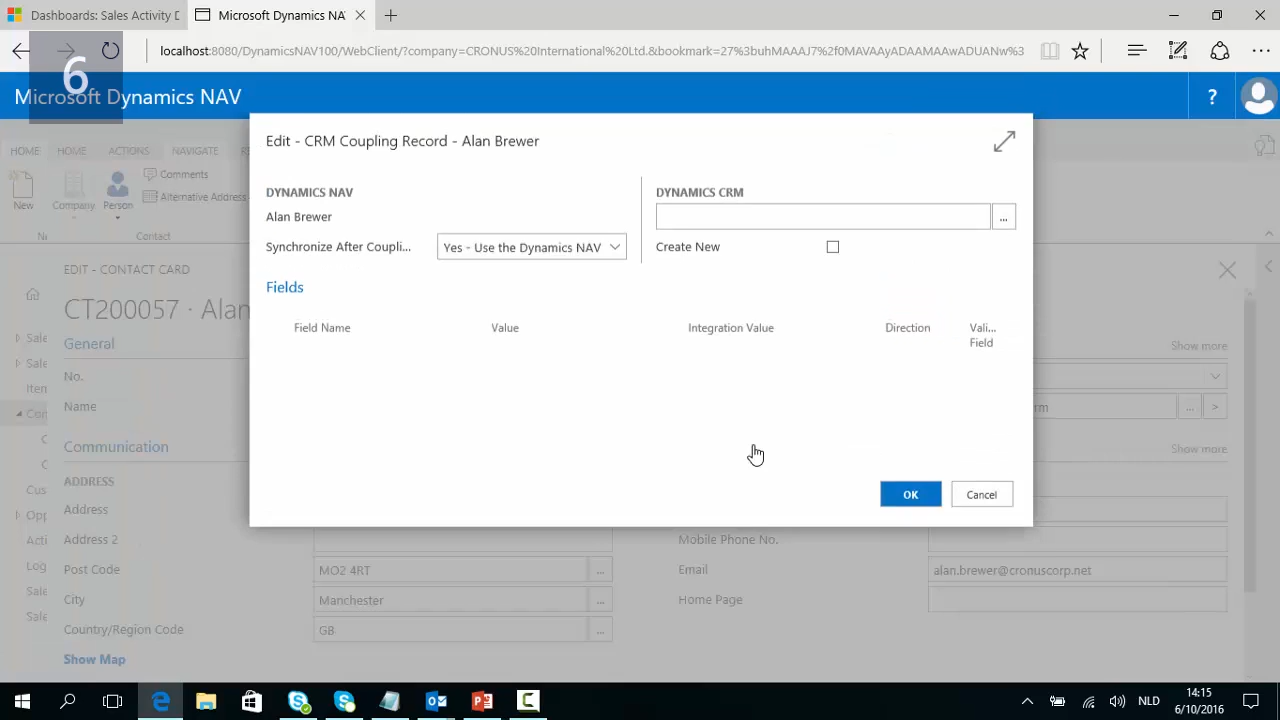 Dashboards: Sales Activity D
Microsoft Dynamics NAV
localhost:8080/DynamicsNAV100/WebClient/?company=CRONUS%20International%20Ltd.&bookmark=27%3buhMAAAJ7%2f0MAVAAyADAAMAAwADUANw%3
6
Microsoft Dynamics NAV
?
HOME
HOME
ACTIONS
NAVIGATE
New
Company
Person
Comments
Alternative Address
Contact
EDIT - CONTACT CARD
CT200057 · Alan
General
Show more
No.
Name
Communication
Show more
ADDRESS
Address
Address 2
Mobile Phone No.
Post Code
MO2 4RT
...
Email
alan.brewer@cronuscorp.net
City
Manchester
...
Home Page
Country/Region Code
GB
...
Show Map
Edit - CRM Coupling Record - Alan Brewer
DYNAMICS NAV
DYNAMICS CRM
Alan Brewer
...
Synchronize After Coupli...
Yes - Use the Dynamics NAV
Create New
Fields
Field Name
Value
Integration Value
Direction
Vali...
Field
OK
Cancel
NLD
14:15
6/10/2016